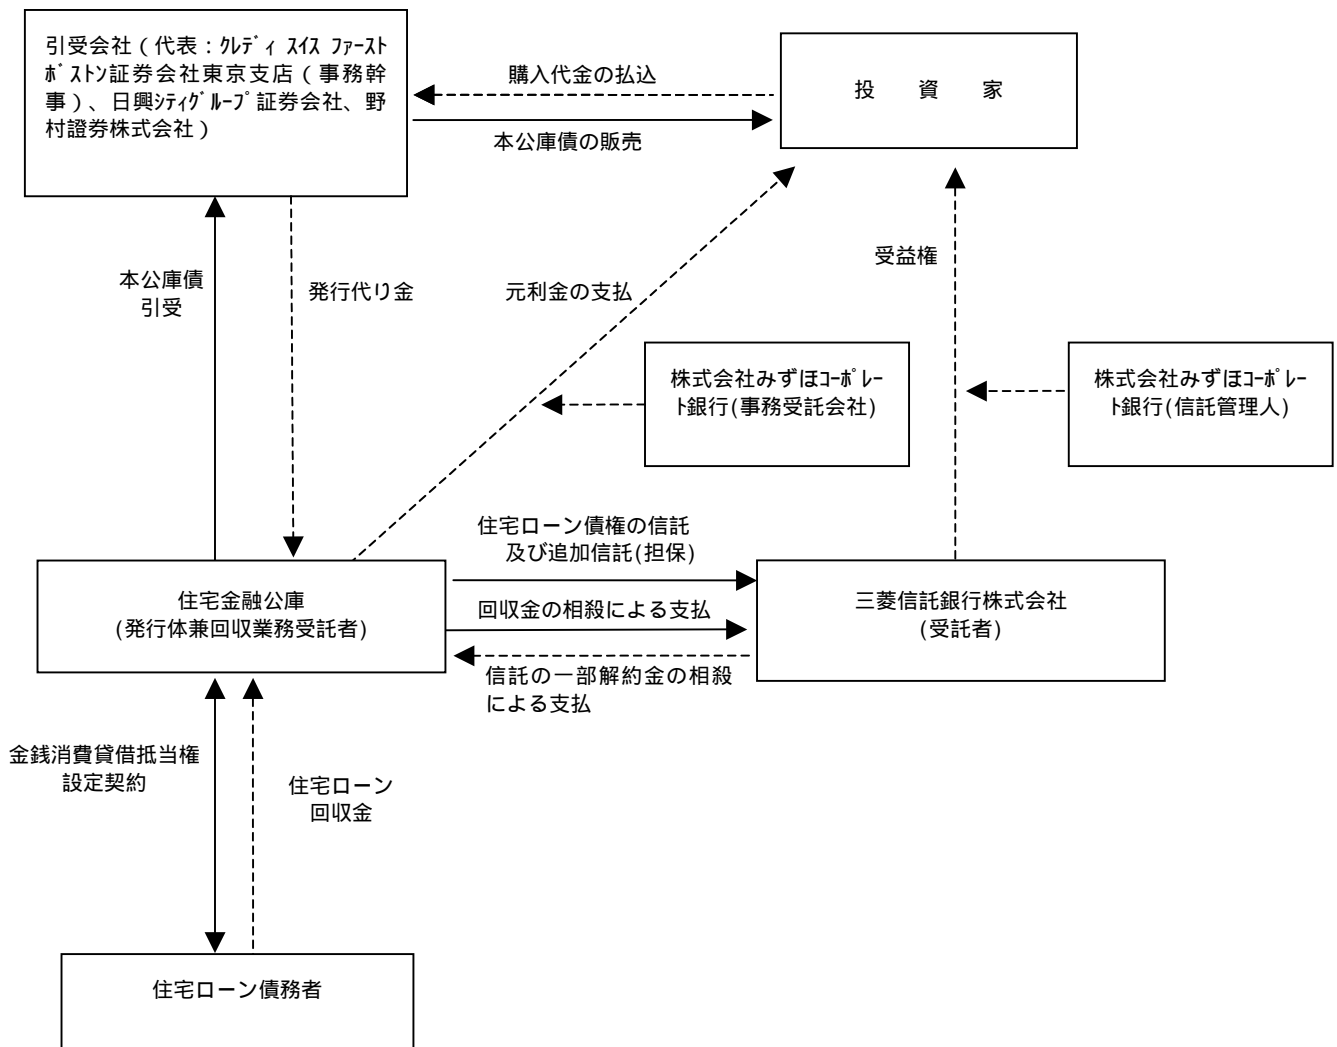 引受会社（代表：ｸﾚﾃﾞｨ ｽｲｽ ﾌｧｰｽﾄ
ﾎﾞｽﾄﾝ証券会社東京支店（事務幹
事）、日興ｼﾃｨｸﾞﾙｰﾌﾟ証券会社、野
村證券株式会社）
購入代金の払込
本公庫債の販売
投　資　家
本公庫債
引受
発行代り金
元利金の支払
受益権
株式会社みずほｺｰﾎﾟﾚｰ
ﾄ銀行(事務受託会社)
株式会社みずほｺｰﾎﾟﾚｰ
ﾄ銀行(信託管理人)
住宅ローン債権の信託
及び追加信託(担保)
住宅金融公庫
(発行体兼回収業務受託者)
回収金の相殺による支払
三菱信託銀行株式会社
(受託者)
信託の一部解約金の相殺
による支払
金銭消費貸借抵当権
設定契約
住宅ローン
回収金
住宅ローン債務者